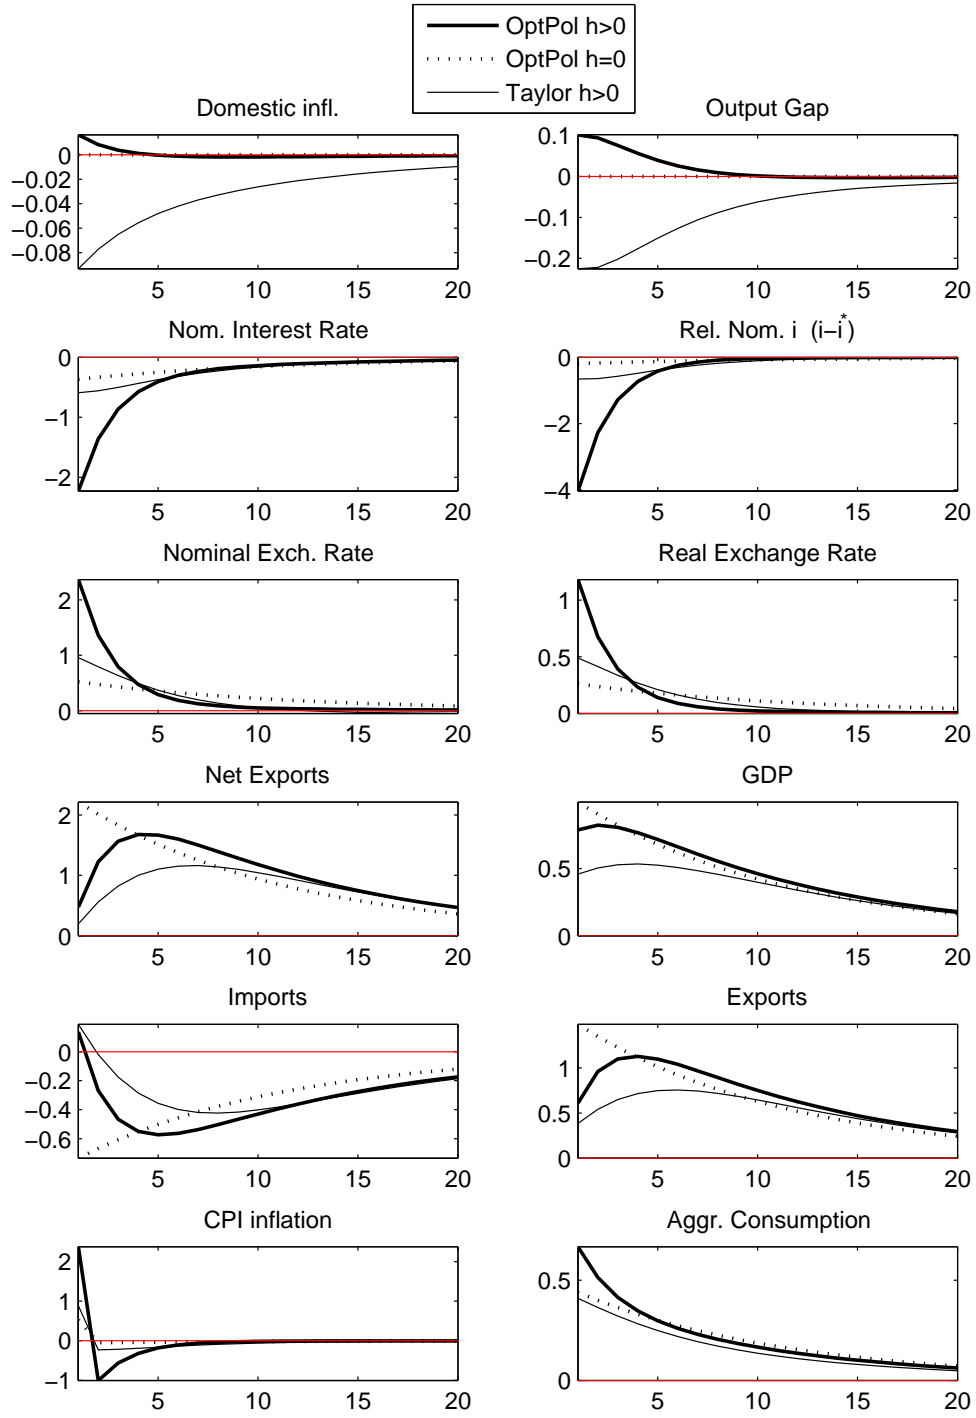 OptPol h>0
OptPol h=0
Taylor h>0
Domestic infl.
Output Gap
0
−0.02
−0.04
−0.06
−0.08
5 10 15 20
0.1
0
−0.1
−0.2
5 10 15 20
Nom. Interest Rate
Rel. Nom. i (i−i*)
0
−1
−2
5 10 15 20
0
−2
−4
5 10 15 20
Nominal Exch. Rate
Real Exchange Rate
2
1
0
5 10 15 20
1
0.5
0
5 10 15 20
Net Exports
GDP
2
1
0
5 10 15 20
0.5
0
5 10 15 20
Imports
Exports
0
−0.2
−0.4
−0.6
5 10 15 20
1
0.5
0
5 10 15 20
CPI inflation
Aggr. Consumption
2
1
0
−1
5 10 15 20
0.5
0
5 10 15 20